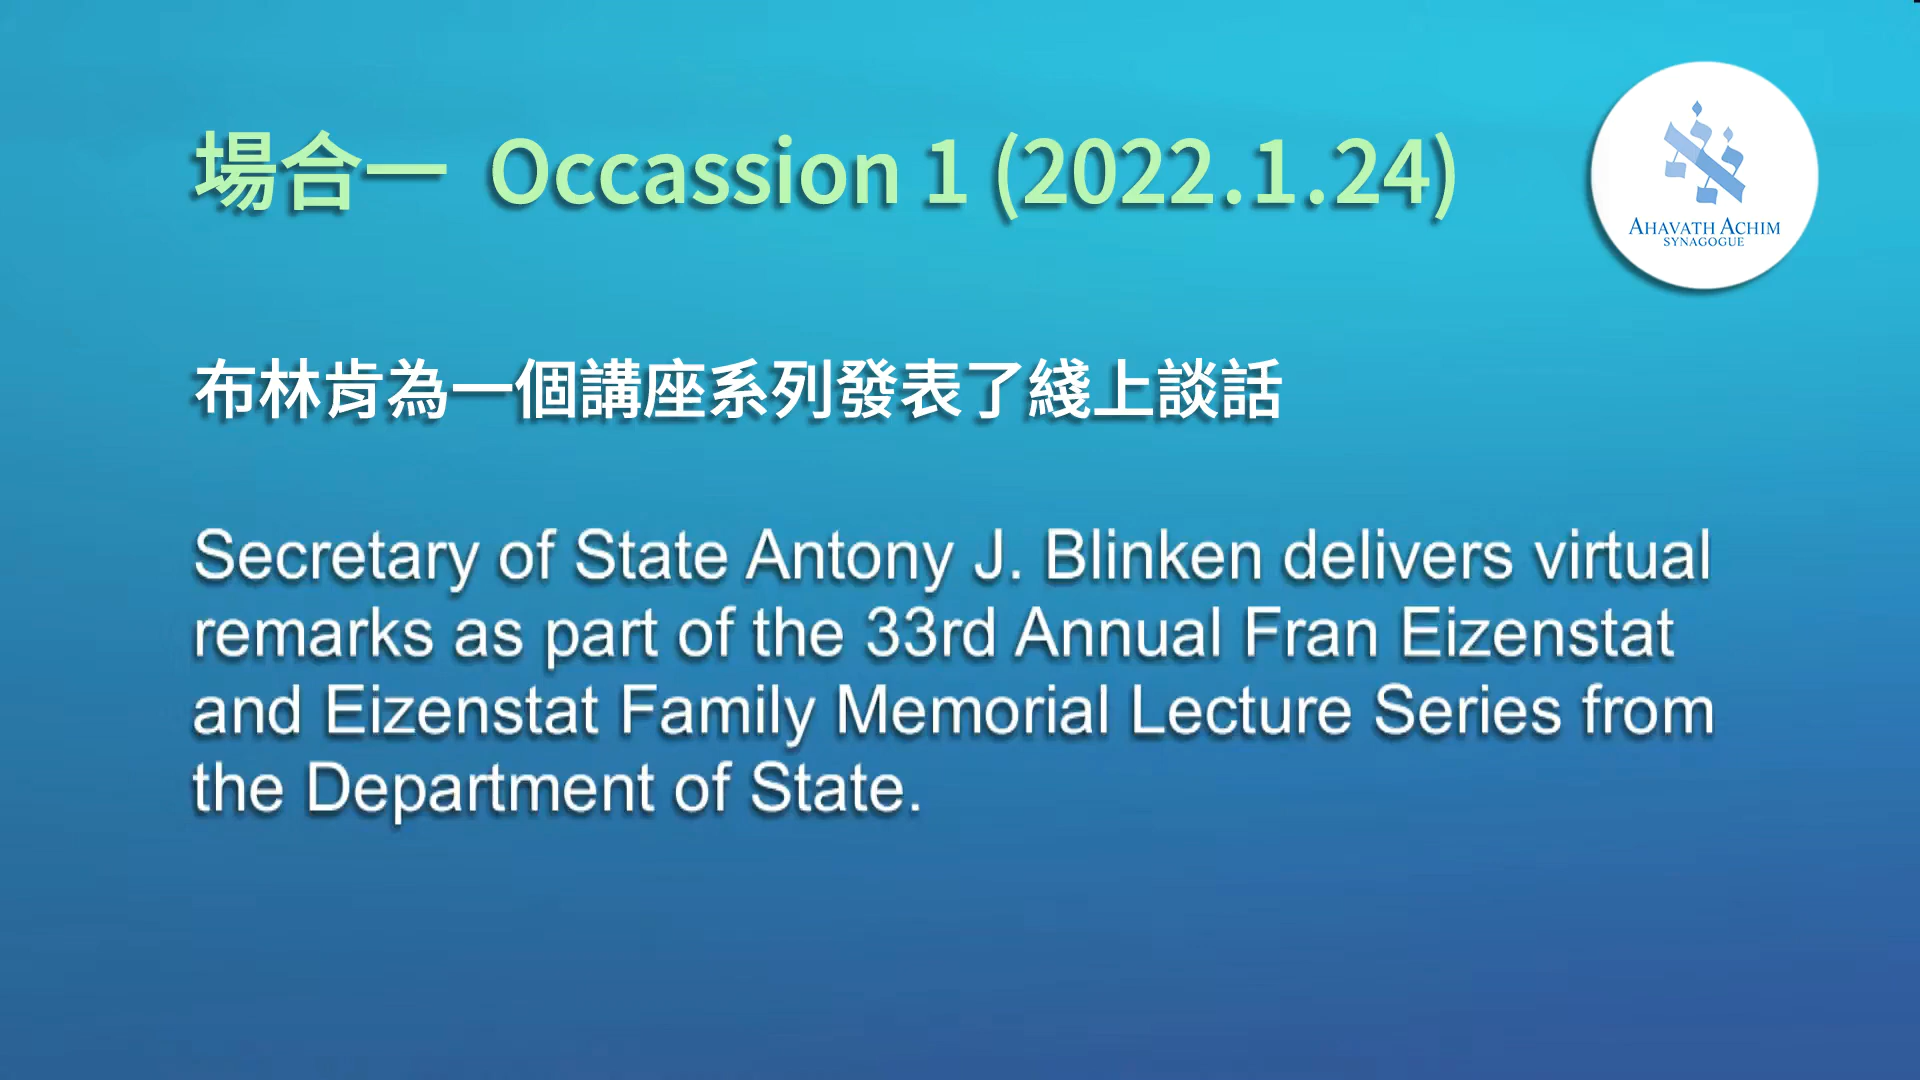 場合一 Occassion 1 (2022.1.24)
AHAVATH ACHIM
SYNAGOGUE
布林肯為一個講座系列發表了綫上談話
Secretary of State Antony J. Blinken delivers virtual
remarks as part of the 33rd Annual Fran Eizenstat
and Eizenstat Family Memorial Lecture Series from
the Department of State.